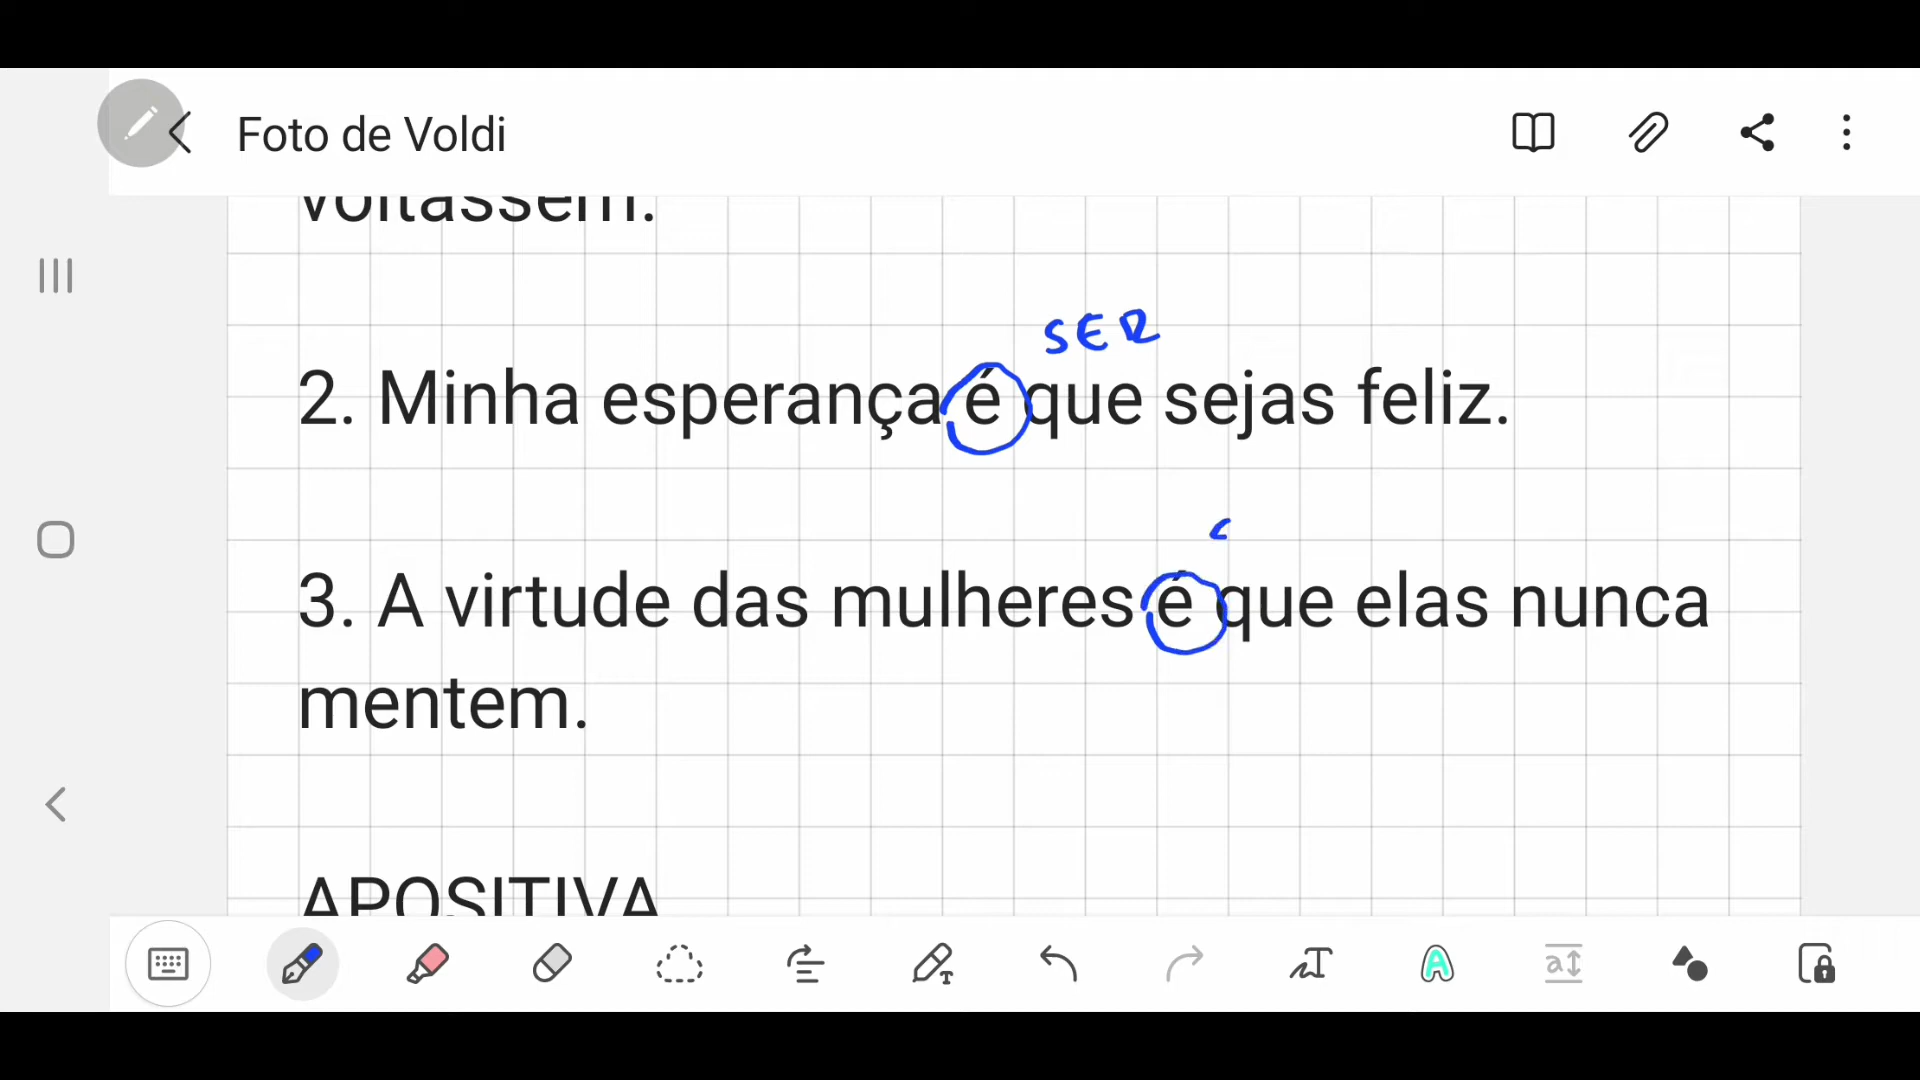 Foto de Voldi
voltassem.
SER
2. Minha esperança é que sejas feliz.
3. A virtude das mulheres é que elas nunca
mentem.
APOSITIVA